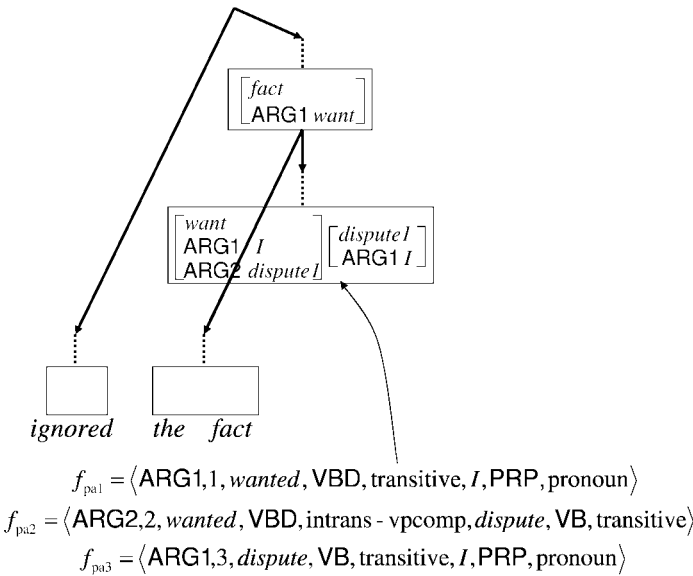 fact
ARG1 want
want
ARG1 I
ARG2 dispute1
dispute1
ARG1 I
ignored the fact
f_pa1 = ⟨ARG1,1, wanted, VBD, transitive, I, PRP, pronoun⟩
f_pa2 = ⟨ARG2,2, wanted, VBD, intrans - vpcomp, dispute, VB, transitive⟩
f_pa3 = ⟨ARG1,3, dispute, VB, transitive, I, PRP, pronoun⟩